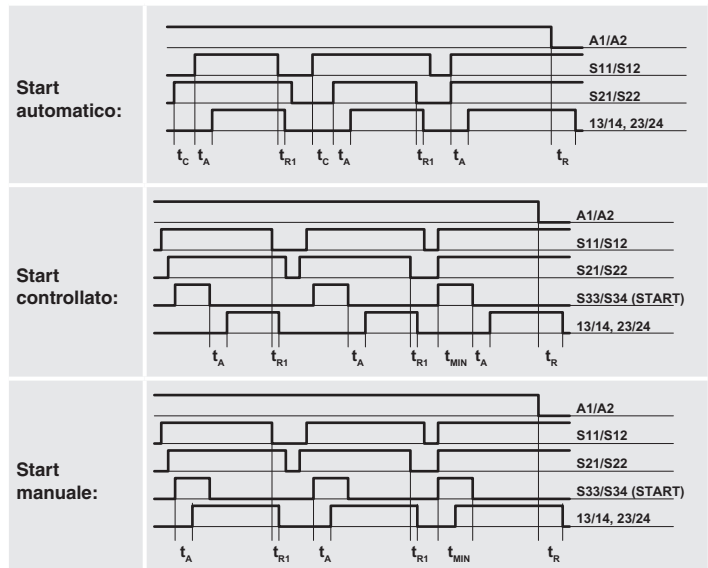 Start
automatico:
A1/A2
S11/S12
S21/S22
13/14, 23/24
tC tA tR1 tC tA tR1 tA tR
Start
controllato:
A1/A2
S11/S12
S21/S22
S33/S34 (START)
13/14, 23/24
tA tR1 tA tR1 tMIN tA tR
Start
manuale:
A1/A2
S11/S12
S21/S22
S33/S34 (START)
13/14, 23/24
tA tR1 tA tR1 tMIN tR